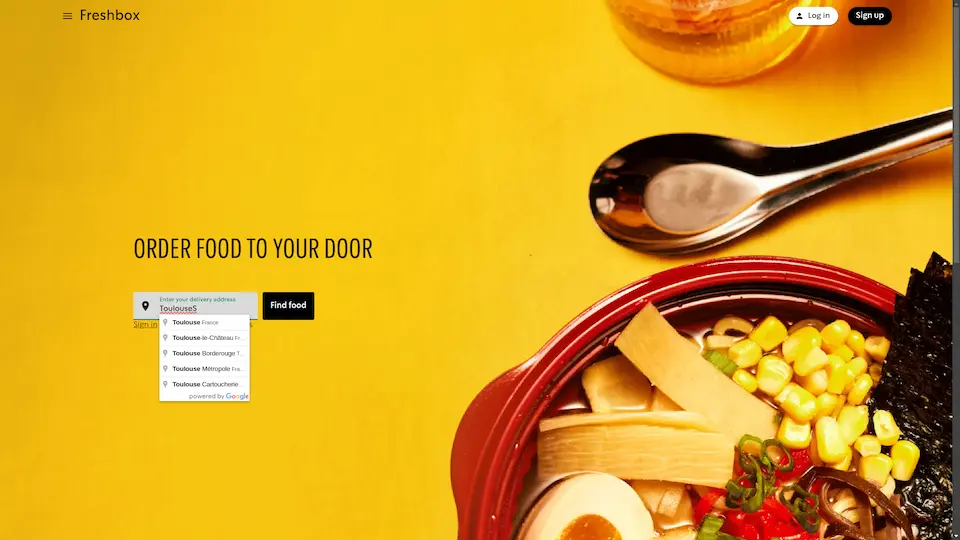 Freshbox
Log in
Sign up
ORDER FOOD TO YOUR DOOR
Enter your delivery address
ToulouseS
Find food
Sign in
Toulouse France
Toulouse-le-Château Fr...
Toulouse Borderouge T...
Toulouse Métropole Fra...
Toulouse Cartoucherie...
powered by Google